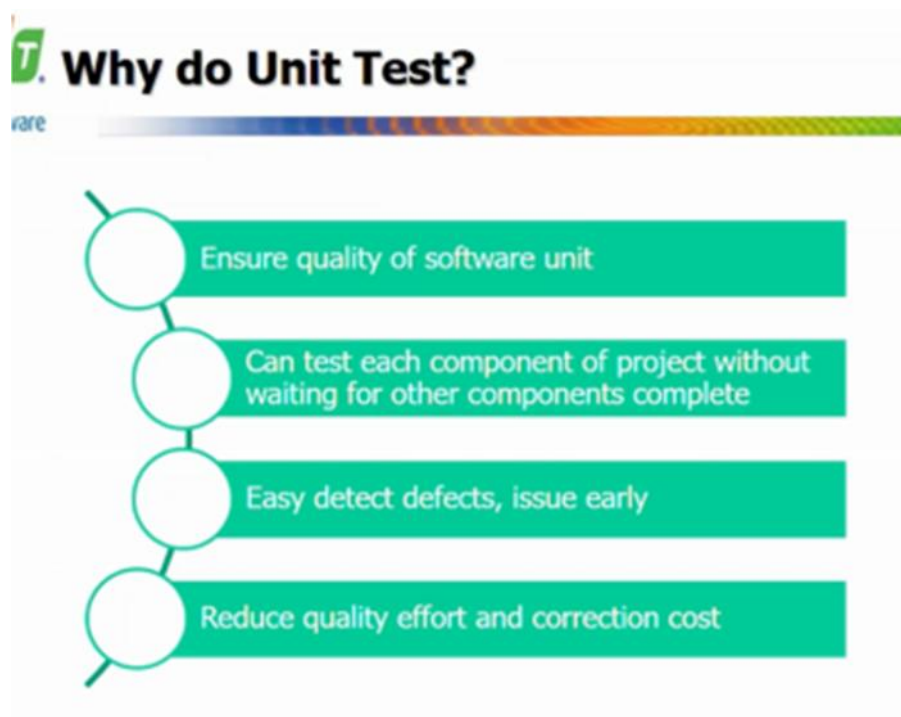 T.
Why do Unit Test?
ware
Ensure quality of software unit
Can test each component of project without
waiting for other components complete
Easy detect defects, issue early
Reduce quality effort and correction cost